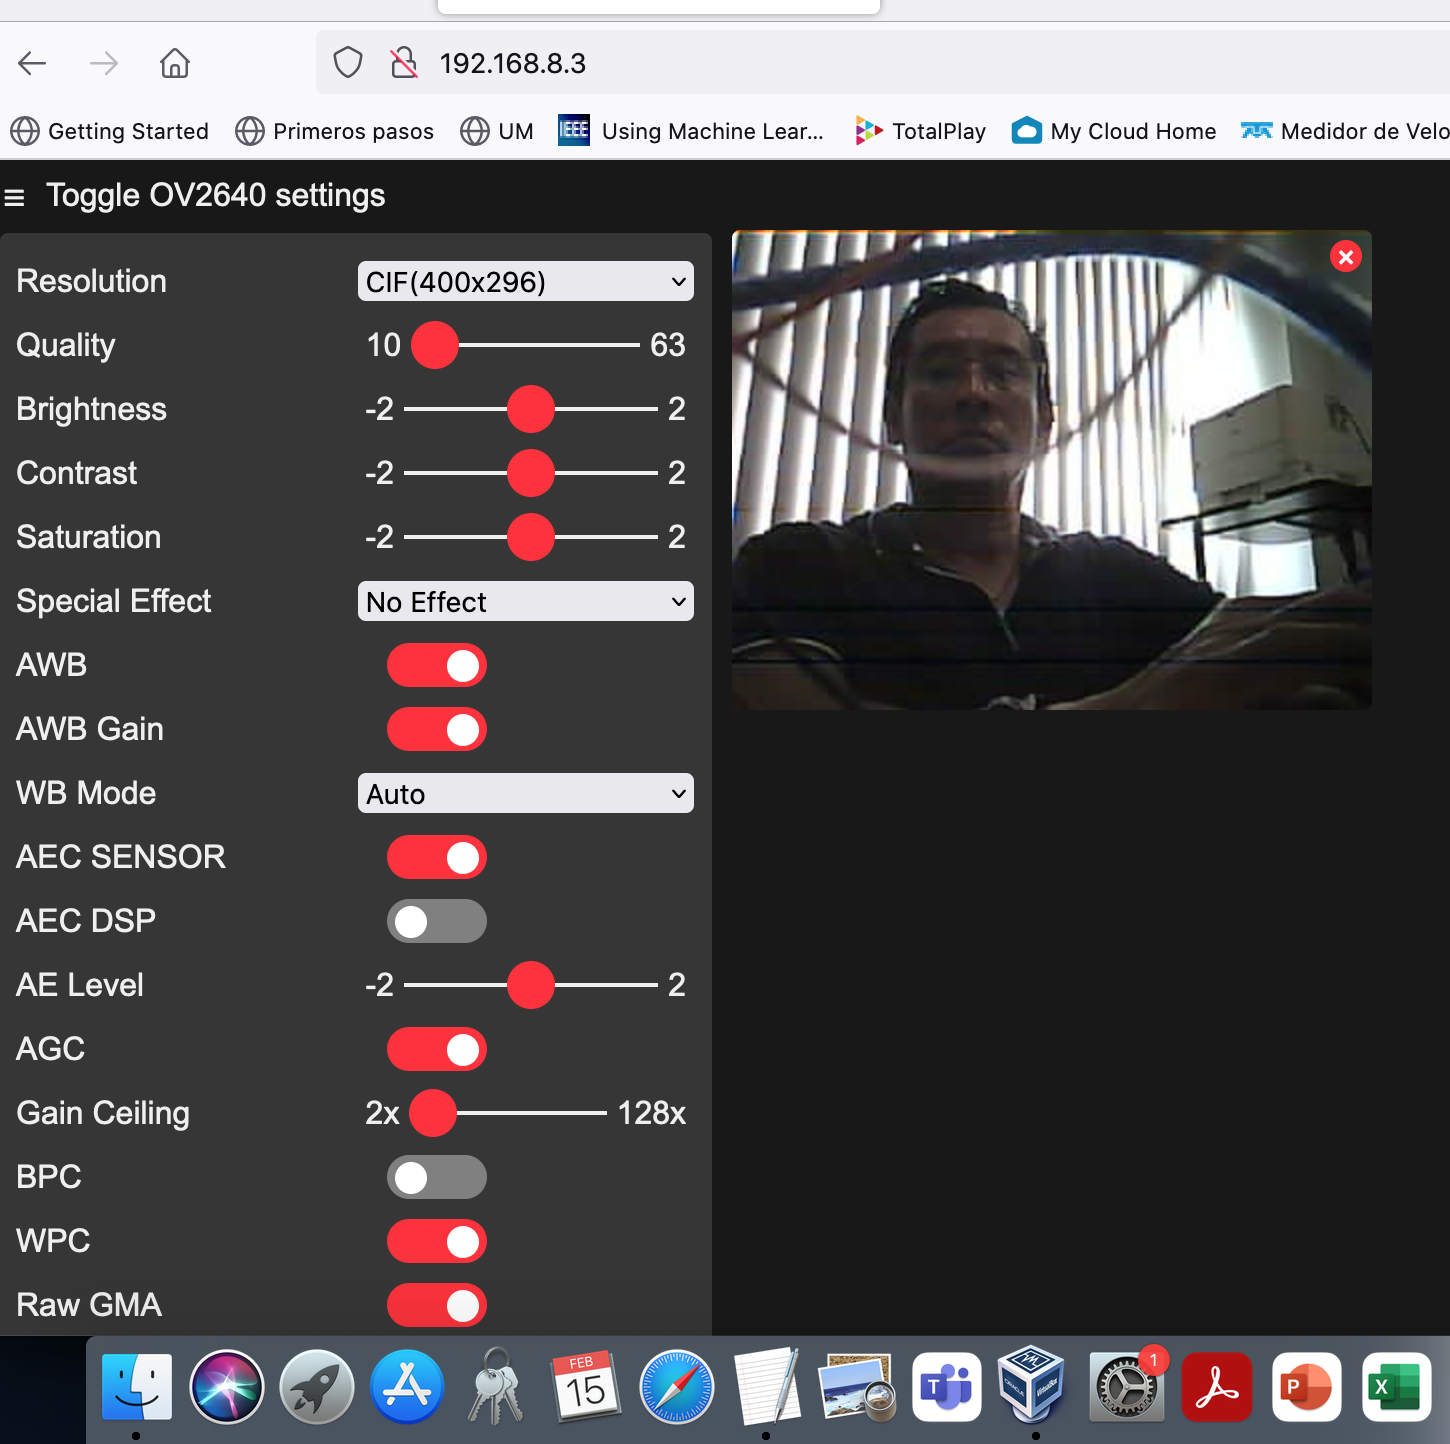 192.168.8.3
Getting Started Primeros pasos UM IEEE Using Machine Lear... TotalPlay My Cloud Home Medidor de Velo
Toggle OV2640 settings
Resolution CIF(400x296)
Quality 10 63
Brightness -2 2
Contrast -2 2
Saturation -2 2
Special Effect No Effect
AWB
AWB Gain
WB Mode Auto
AEC SENSOR
AEC DSP
AE Level -2 2
AGC
Gain Ceiling 2x 128x
BPC
WPC
Raw GMA
FEB
15
T
ORACLE
VirtualBox
1
P
X